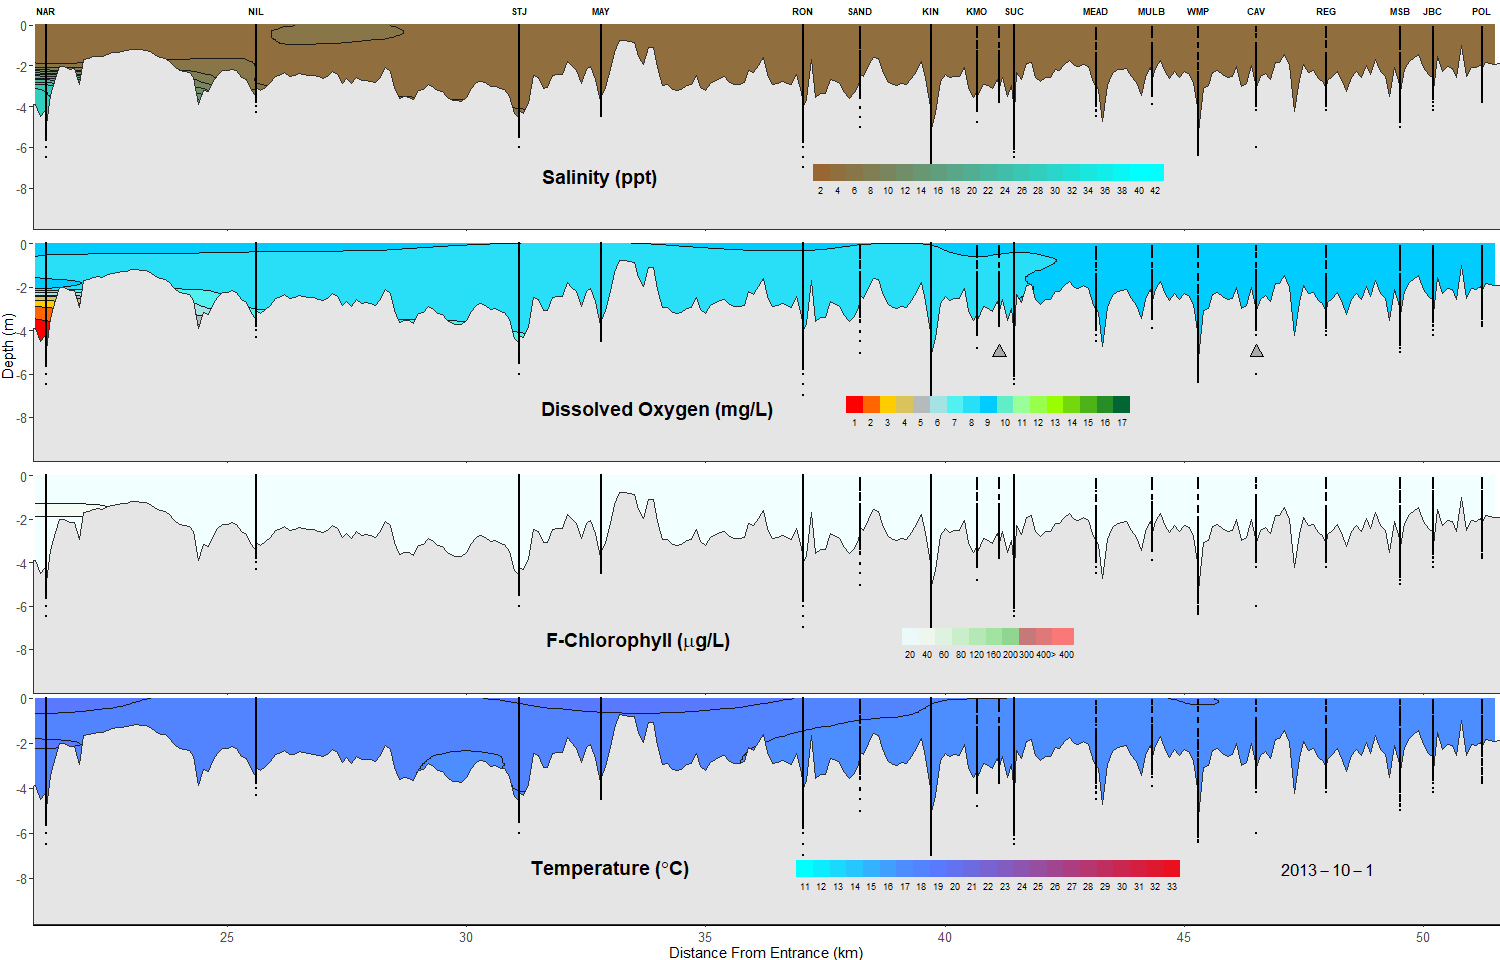 NAR NIL STJ MAY RON SAND KIN KMO SUC MEAD MULB WMP CAV REG MSB JBC POL
0
-2
-4
-6
-8
Salinity (ppt)
2 4 6 8 10 12 14 16 18 20 22 24 26 28 30 32 34 36 38 40 42
0
-2
-4
-6
-8
Depth (m)
Dissolved Oxygen (mg/L)
1 2 3 4 5 6 7 8 9 10 11 12 13 14 15 16 17
0
-2
-4
-6
-8
F-Chlorophyll (μg/L)
20 40 60 80 120 160 200 300 400> 400
0
-2
-4
-6
-8
Temperature (°C)
11 12 13 14 15 16 17 18 19 20 21 22 23 24 25 26 27 28 29 30 31 32 33
2013-10-1
25 30 35 40 45 50
Distance From Entrance (km)